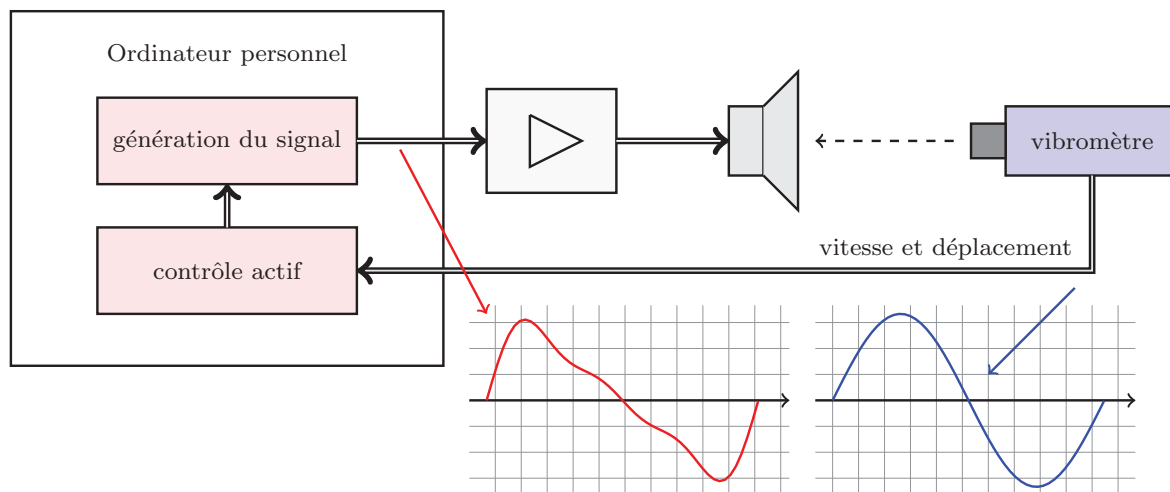 Ordinateur personnel
génération du signal
vibromètre
vitesse et déplacement
contrôle actif